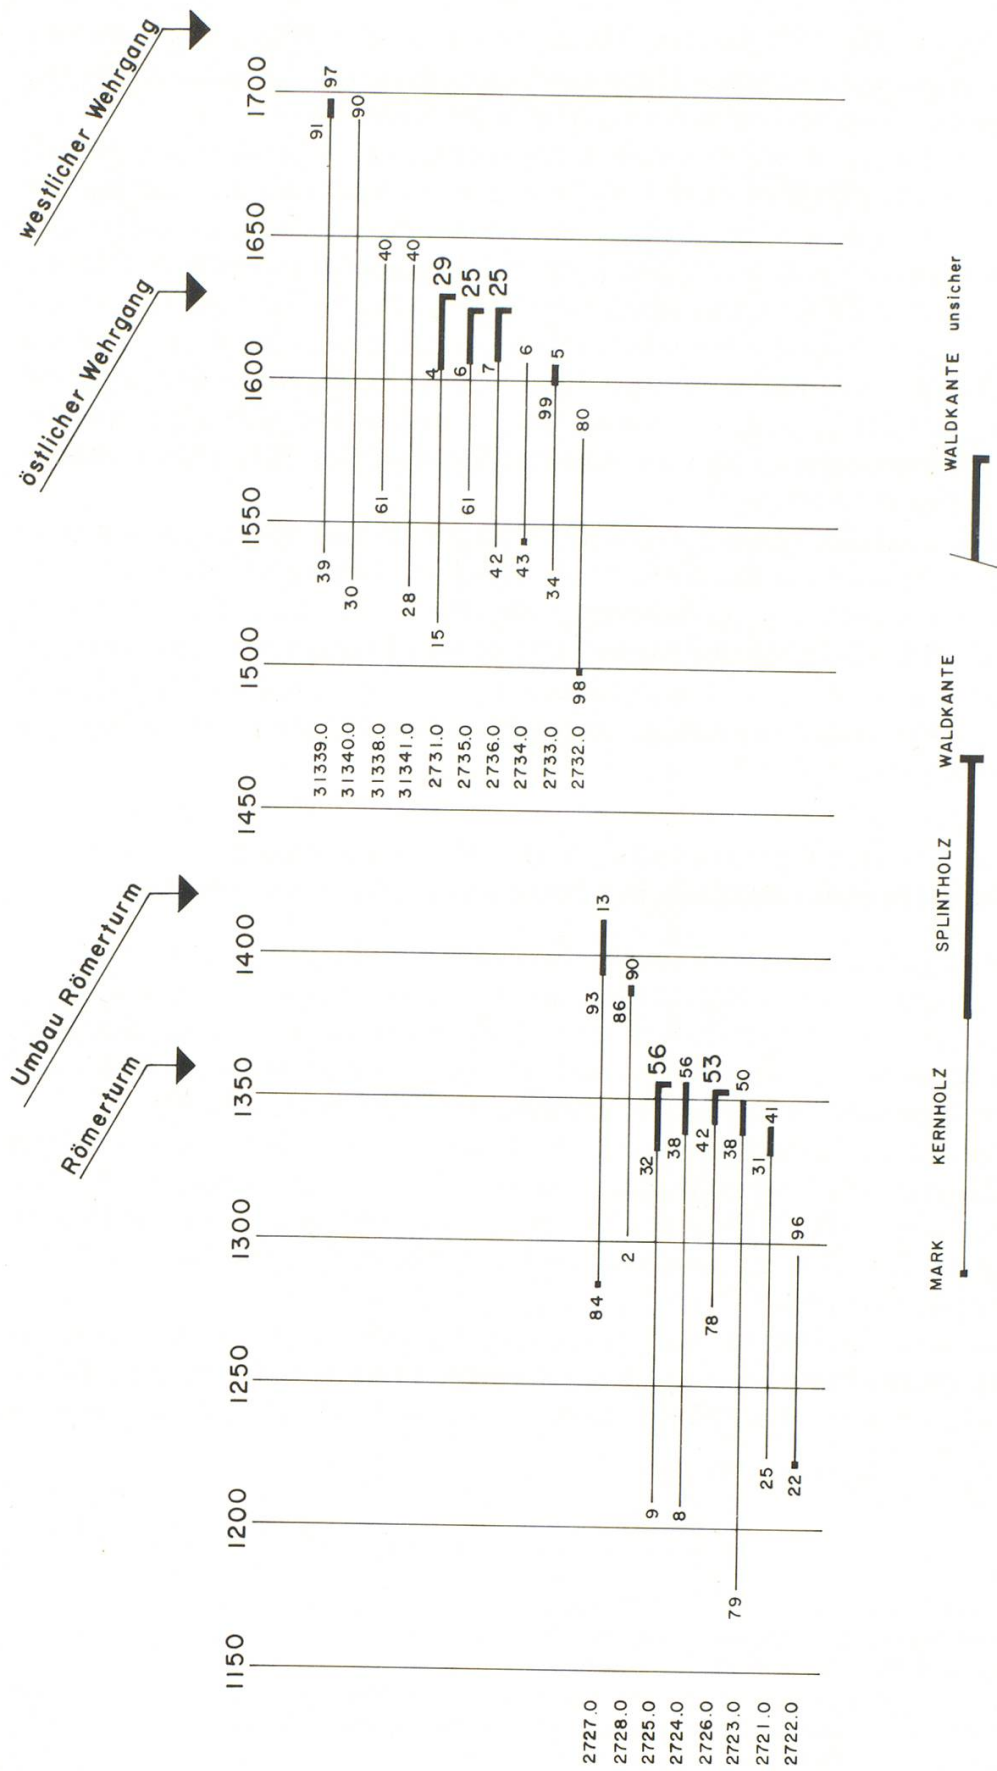 Römerturm
Umbau Römerturm
östlicher Wehrgang
westlicher Wehrgang
1150
1200
1250
1300
1350
1400
1450
1500
1550
1600
1650
1700
31339.0 39 91 97
31340.0 30 90
31338.0 61 40
31341.0 28 40
2731.0 15 4 29
2735.0 61 6 25
2736.0 42 7 25
2734.0 43 6
2733.0 34 99 5
2732.0 98 80
2727.0 84 93 13
2728.0 2 86 90
2725.0 9 32 56
2724.0 8 38 56
2726.0 78 42 53
2723.0 79 38 50
2721.0 25 31 41
2722.0 22 96
MARK KERNHOLZ SPLINTHOLZ WALDKANTE
WALDKANTE unsicher